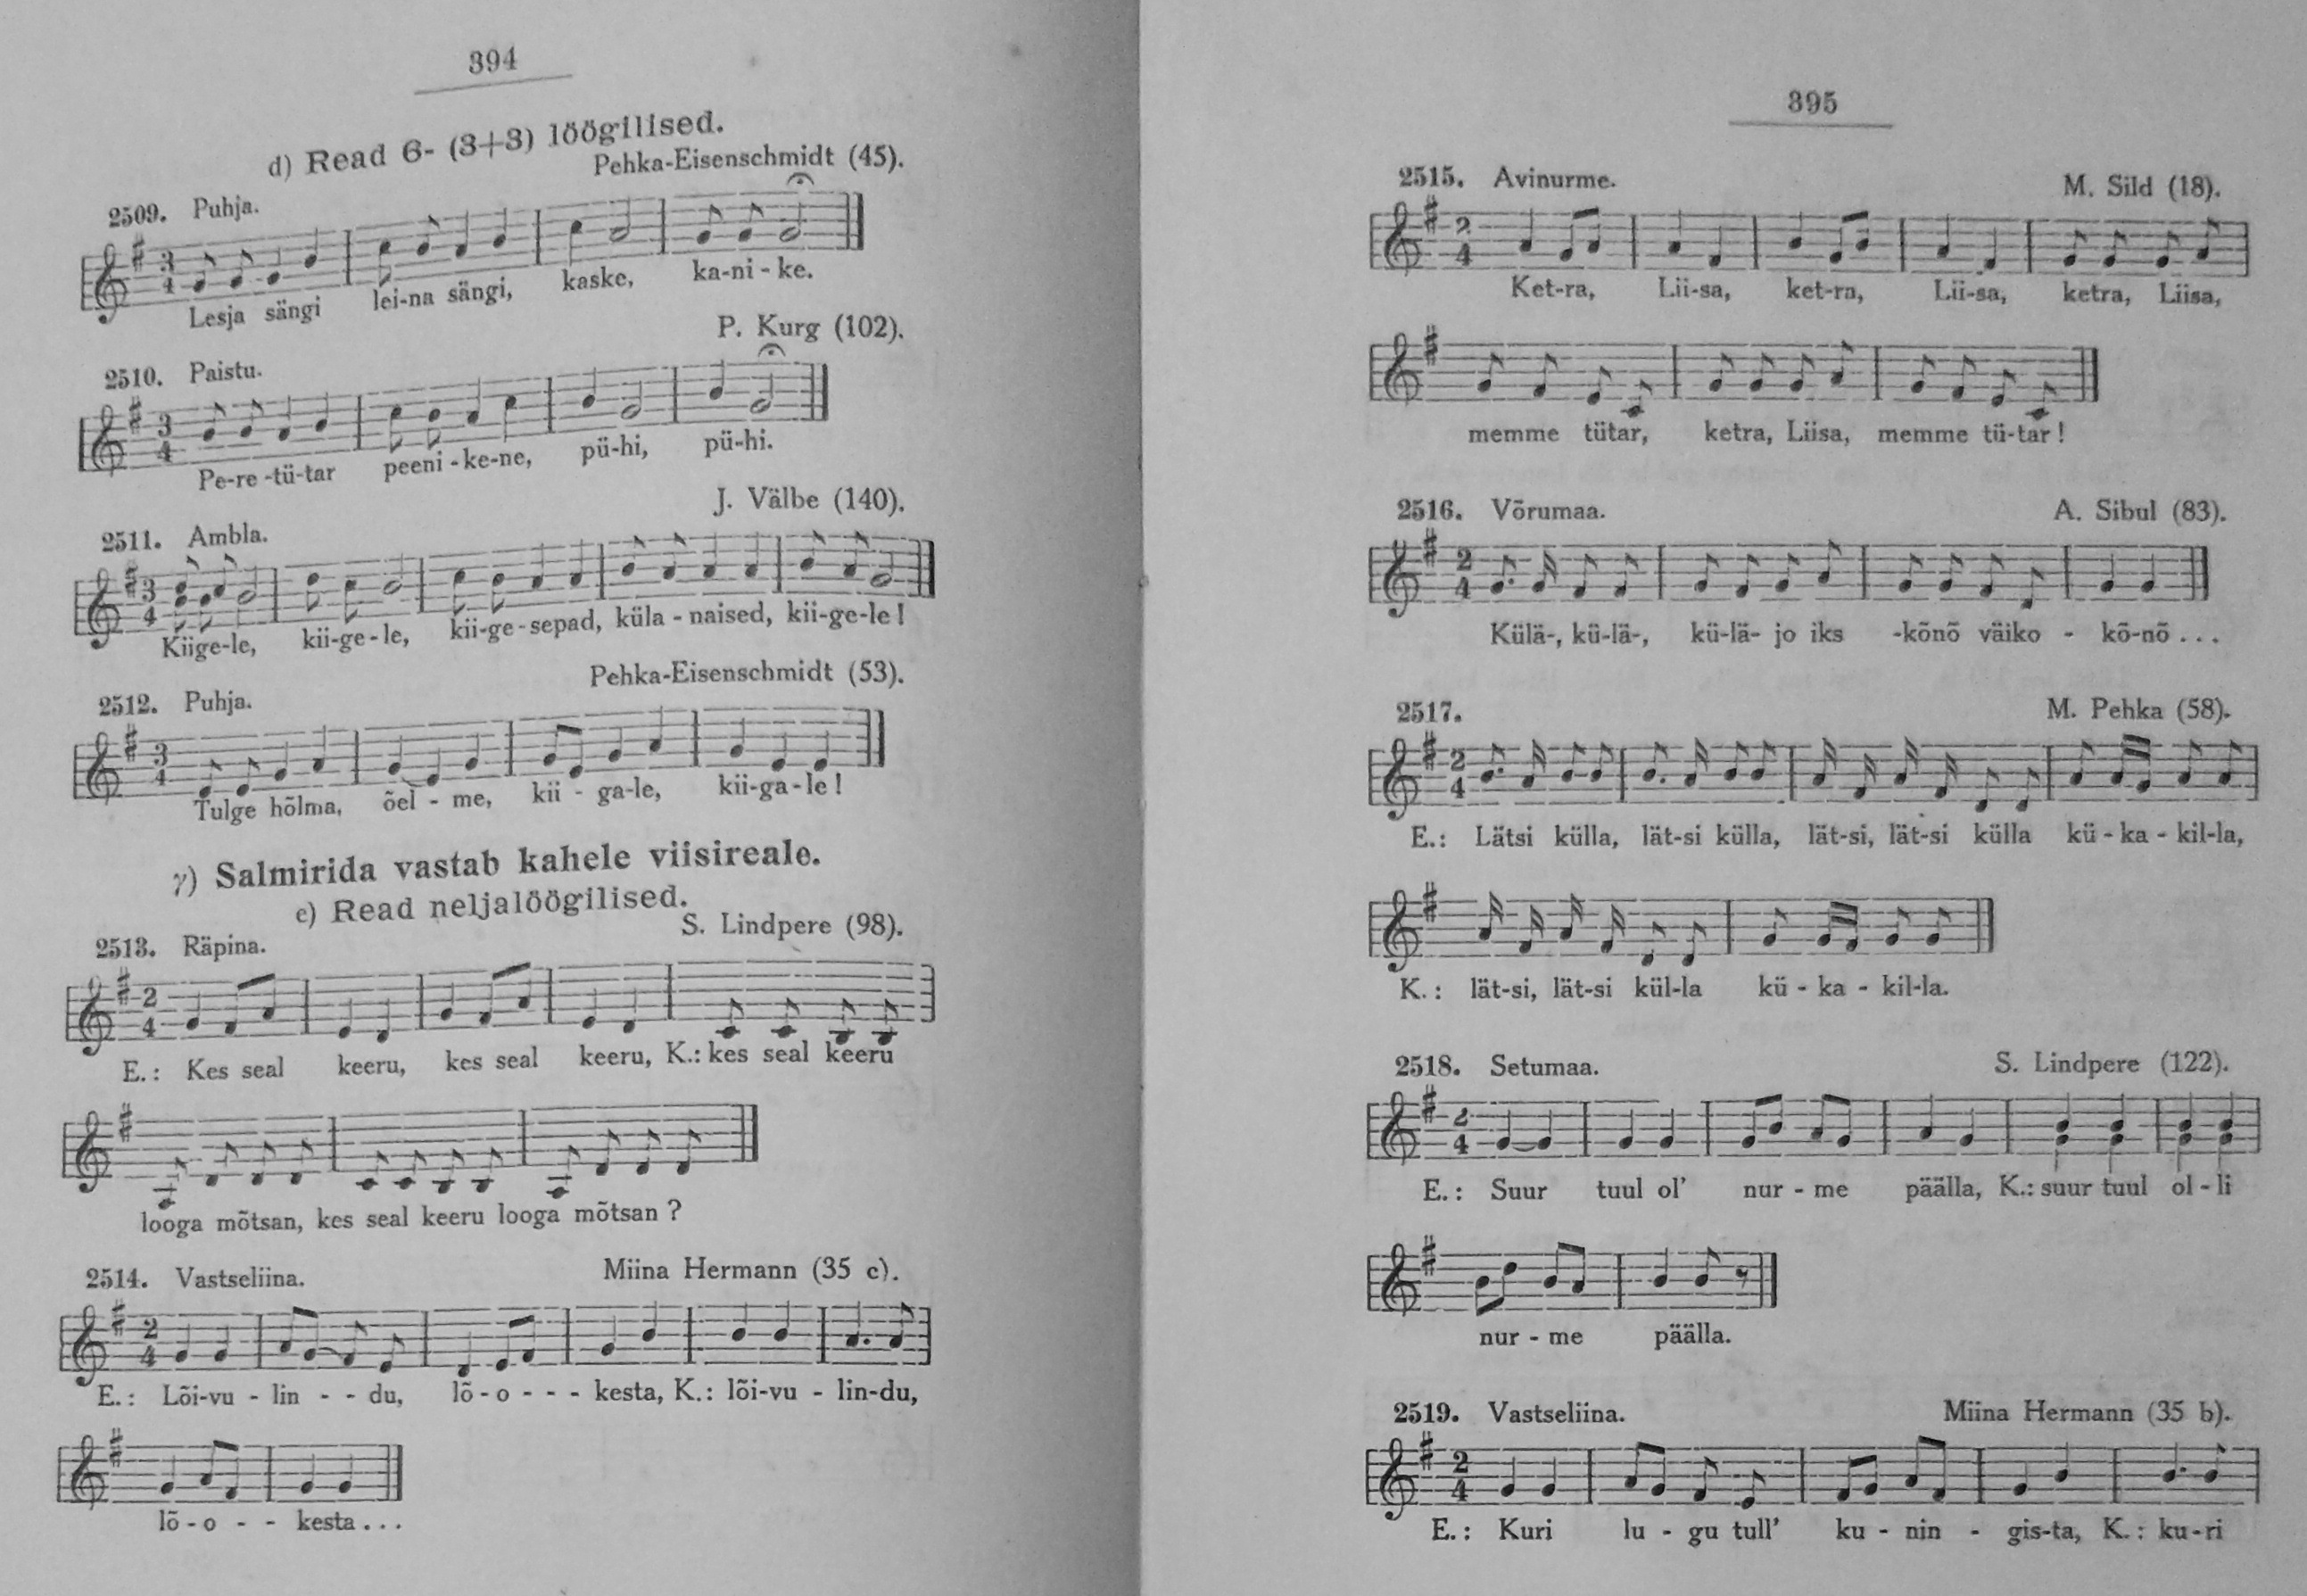 394
d) Read 6- (3+3) löögilised.
Pehka-Eisenschmidt (45).
2509. Puhja.
3
4
Lesja sängi lei-na sängi, kaske, ka-ni - ke.
P. Kurg (102).
2510. Paistu.
3
4
Pe-re -tü-tar peeni - ke-ne, pü-hi, pü-hi.
J. Välbe (140).
2511. Ambla.
3
4
Kiige-le, kii-ge - le, kii-ge - sepad, küla - naised, kii-ge-le !
Pehka-Eisenschmidt (53).
2512. Puhja.
3
4
Tulge hõlma, õel - me, kii - ga-le, kii-ga - le !
γ) Salmirida vastab kahele viisireale.
e) Read neljalöögilised.
S. Lindpere (98).
2513. Räpina.
2
4
E. : Kes seal keeru, kes seal keeru, K.: kes seal keeru
looga mõtsan, kes seal keeru looga mõtsan ?
2514. Vastseliina. Miina Hermann (35 c).
2
4
E. : Lõi-vu - lin - - du, lõ - o - - - kesta, K. : lõi-vu - lin-du,
lõ - o - - kesta . . .
395
2515. Avinurme. M. Sild (18).
2
4
Ket-ra, Lii-sa, ket-ra, Lii-sa, ketra, Liisa,
memme tütar, ketra, Liisa, memme tü-tar !
2516. Võrumaa. A. Sibul (83).
2
4
Külä-, kü-lä-, kü-lä- jo iks -kõnõ väiko - kõ-nõ . . .
2517. M. Pehka (58).
2
4
E. : Lätsi külla, lät-si külla, lät-si, lät-si külla kü - ka - kil-la,
K. : lät-si, lät-si kül-la kü - ka - kil-la.
2518. Setumaa. S. Lindpere (122).
2
4
E. : Suur tuul ol’ nur - me päälla, K.: suur tuul ol - li
nur - me päälla.
2519. Vastseliina. Miina Hermann (35 b).
2
4
E. : Kuri lu - gu tull’ ku - nin - gis-ta, K. : ku - ri